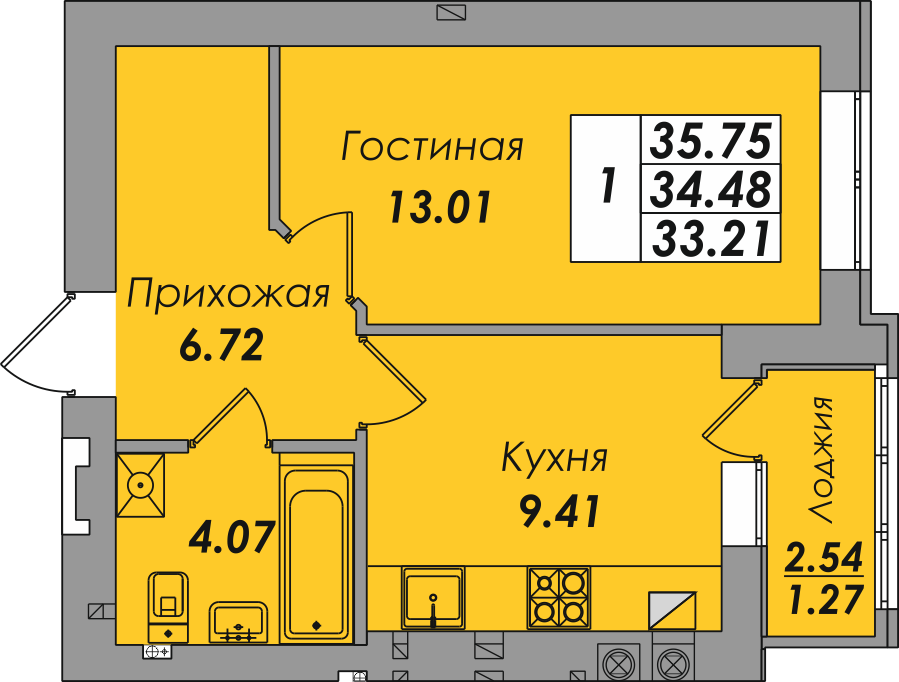 Гостиная
13.01
1
35.75
34.48
33.21
Прихожая
6.72
Кухня
9.41
4.07
Лоджия
2.54
1.27